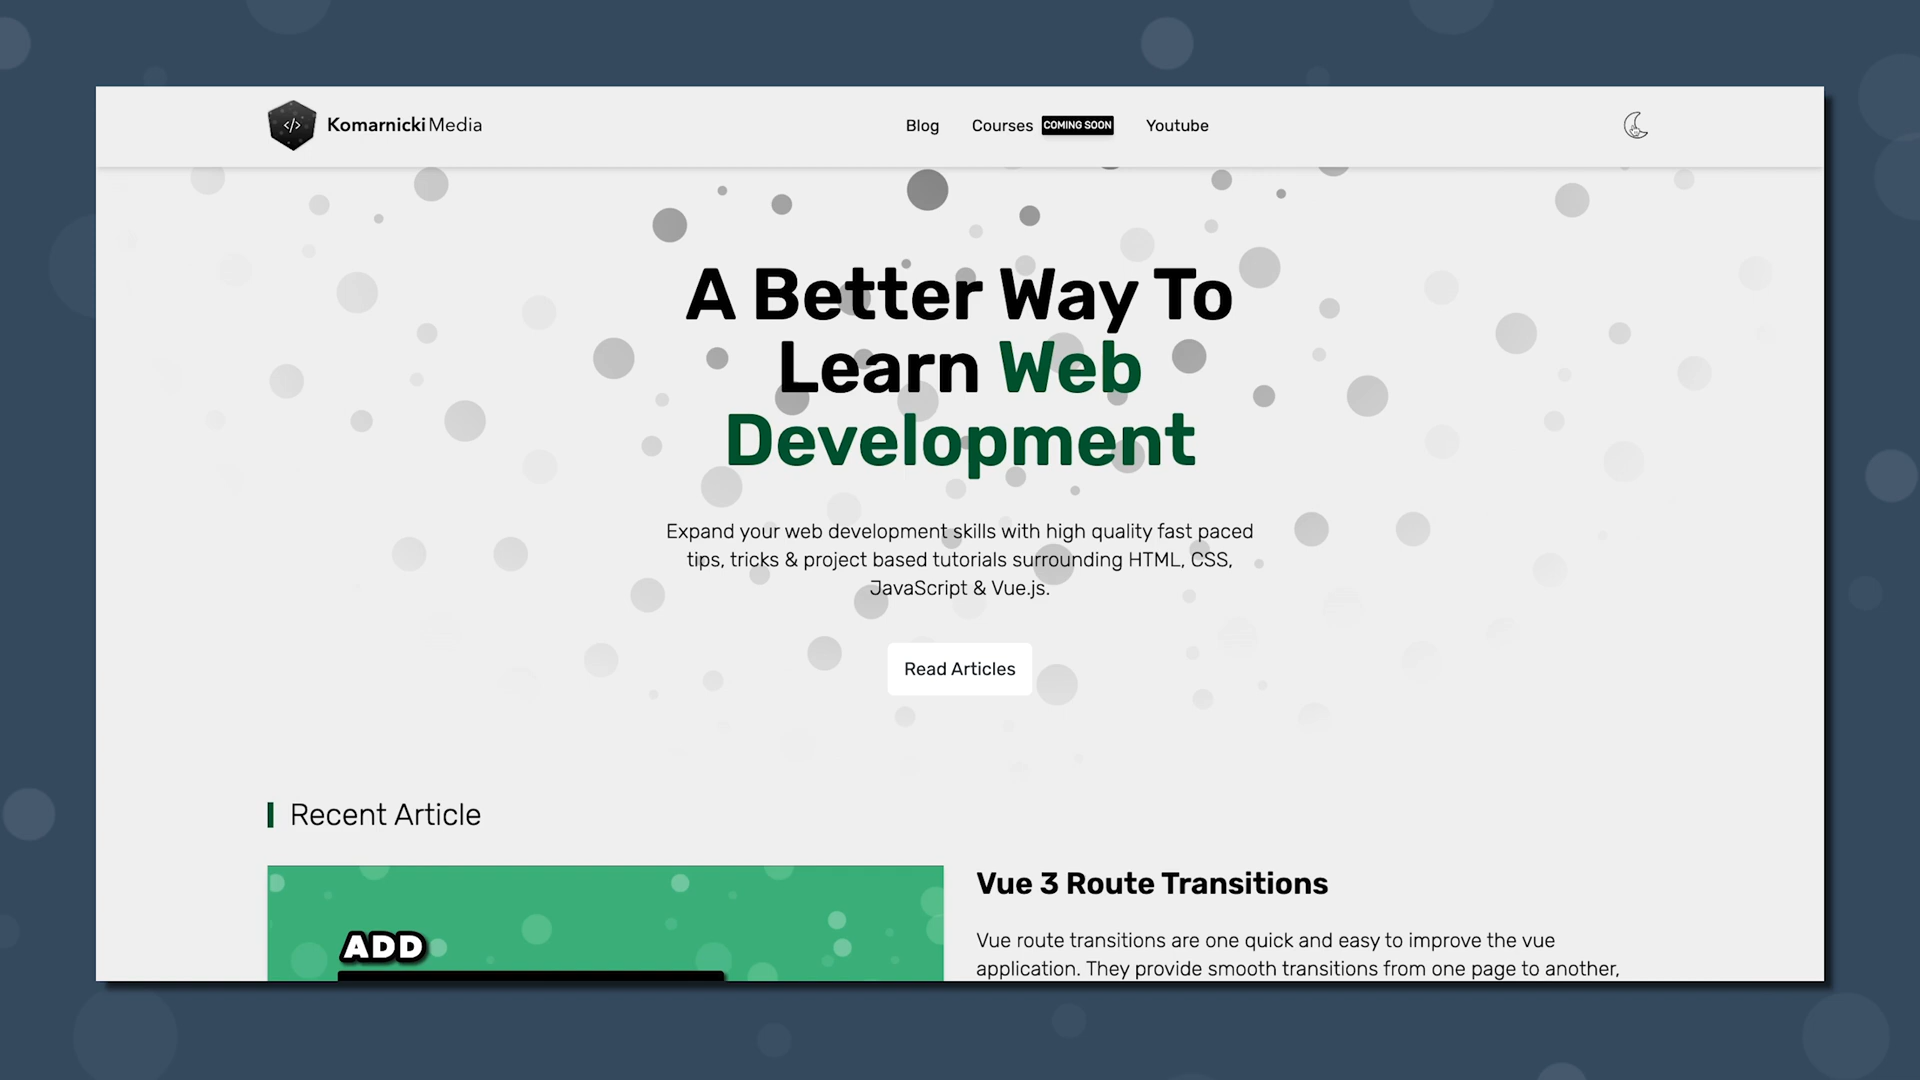 </> Komarnicki Media
Blog Courses COMING SOON Youtube
A Better Way To
Learn Web
Development
Expand your web development skills with high quality fast paced
tips, tricks & project based tutorials surrounding HTML, CSS,
JavaScript & Vue.js.
Read Articles
Recent Article
ADD
Vue 3 Route Transitions
Vue route transitions are one quick and easy to improve the vue
application. They provide smooth transitions from one page to another,